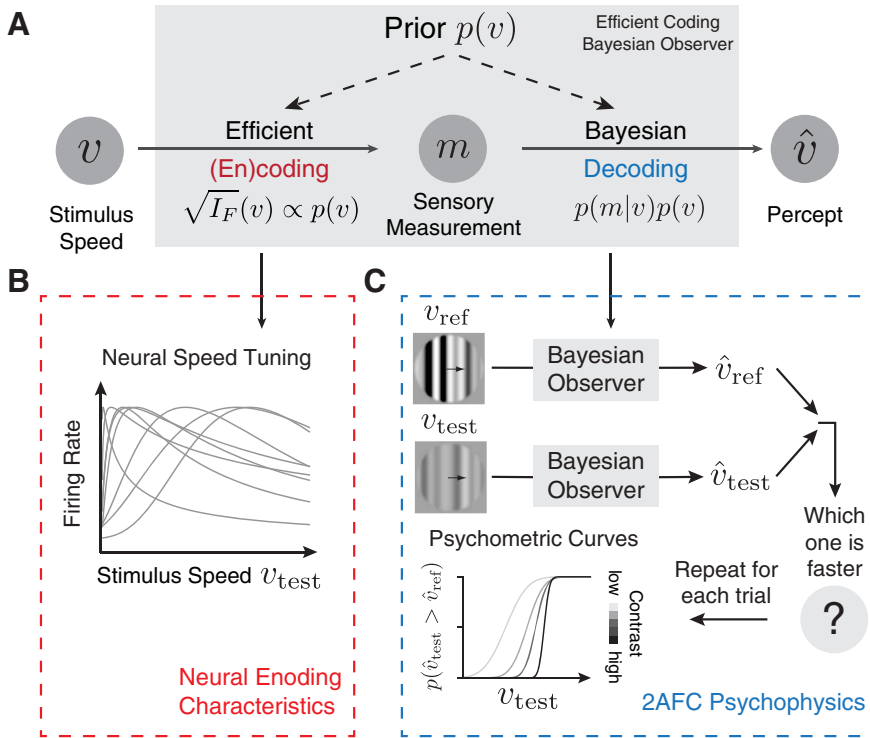 A
Prior p(v)
Efficient Coding
Bayesian Observer
v
Efficient
(En)coding
√I_F(v) ∝ p(v)
m
Bayesian
Decoding
p(m|v)p(v)
v̂
Stimulus
Speed
Sensory
Measurement
Percept
B
Neural Speed Tuning
Firing Rate
Stimulus Speed v_test
Neural Enoding
Characteristics
C
v_ref
Bayesian
Observer
v̂_ref
v_test
Bayesian
Observer
v̂_test
Which
one is
faster
?
Repeat for
each trial
Psychometric Curves
p(v̂_test > v̂_ref)
v_test
low
high
Contrast
2AFC Psychophysics